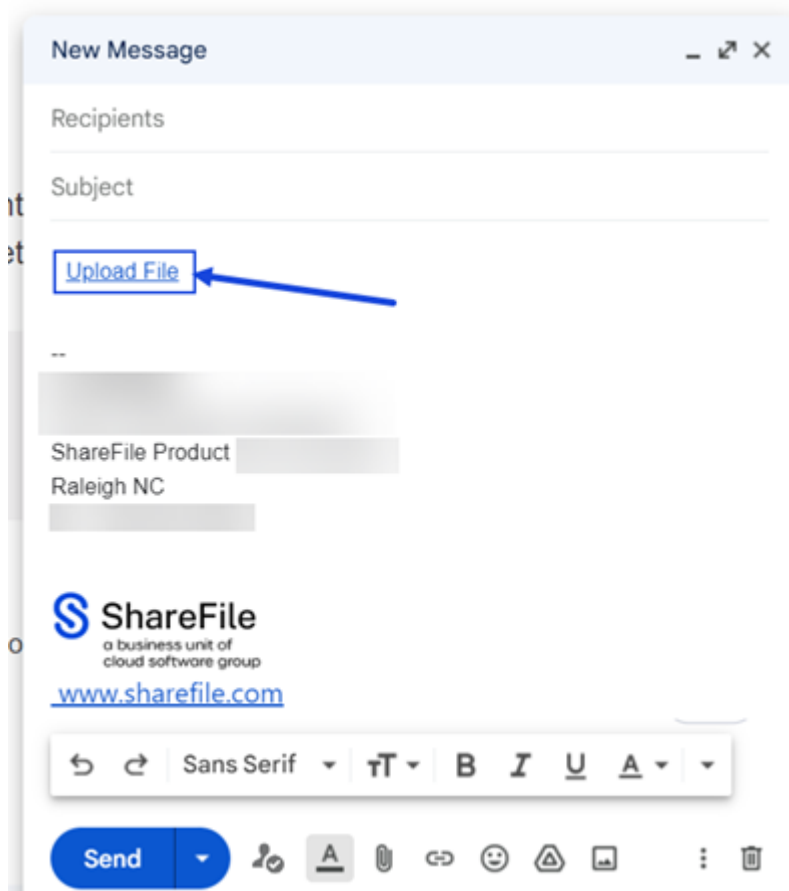 New Message
Recipients
Subject
Upload File
--
ShareFile Product
Raleigh NC
ShareFile
a business unit of
cloud software group
www.sharefile.com
Sans Serif
B I U A
Send A